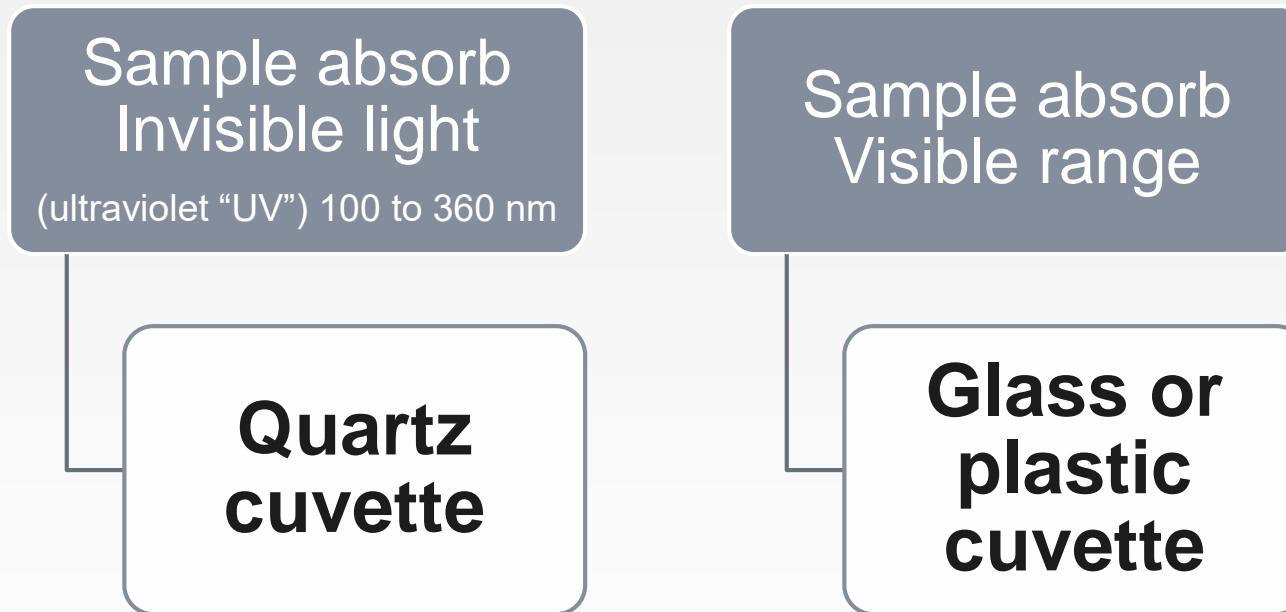 Sample absorb
Invisible light
(ultraviolet “UV”) 100 to 360 nm
Quartz
cuvette
Sample absorb
Visible range
Glass or
plastic
cuvette